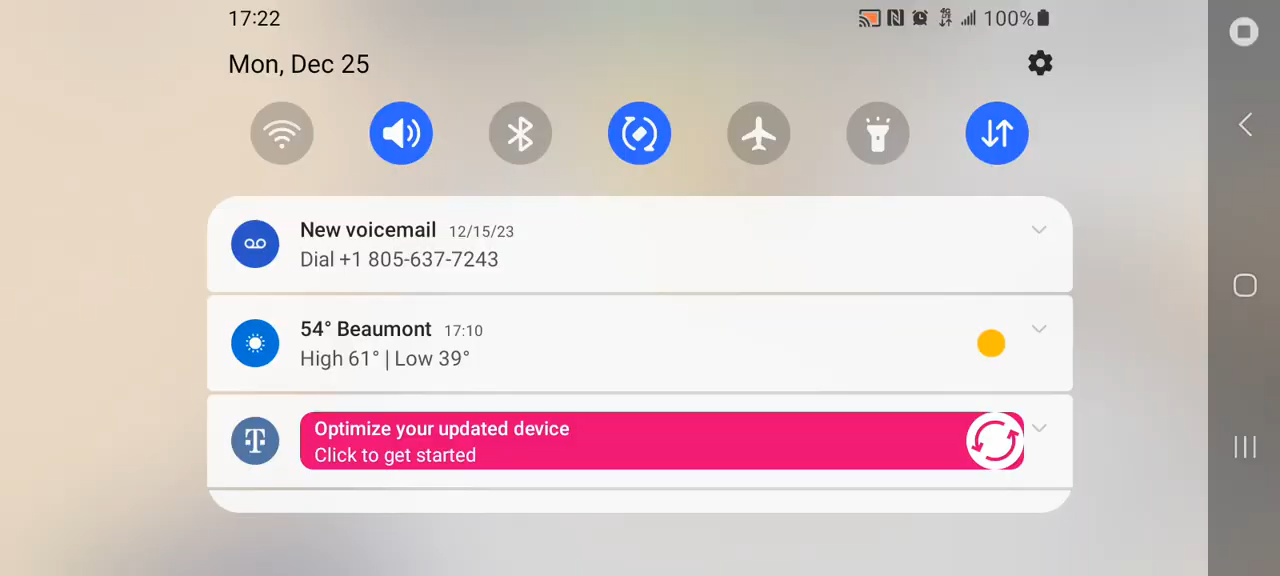 17:22
4G 100%
Mon, Dec 25
New voicemail 12/15/23
Dial +1 805-637-7243
54° Beaumont 17:10
High 61° | Low 39°
T
Optimize your updated device
Click to get started